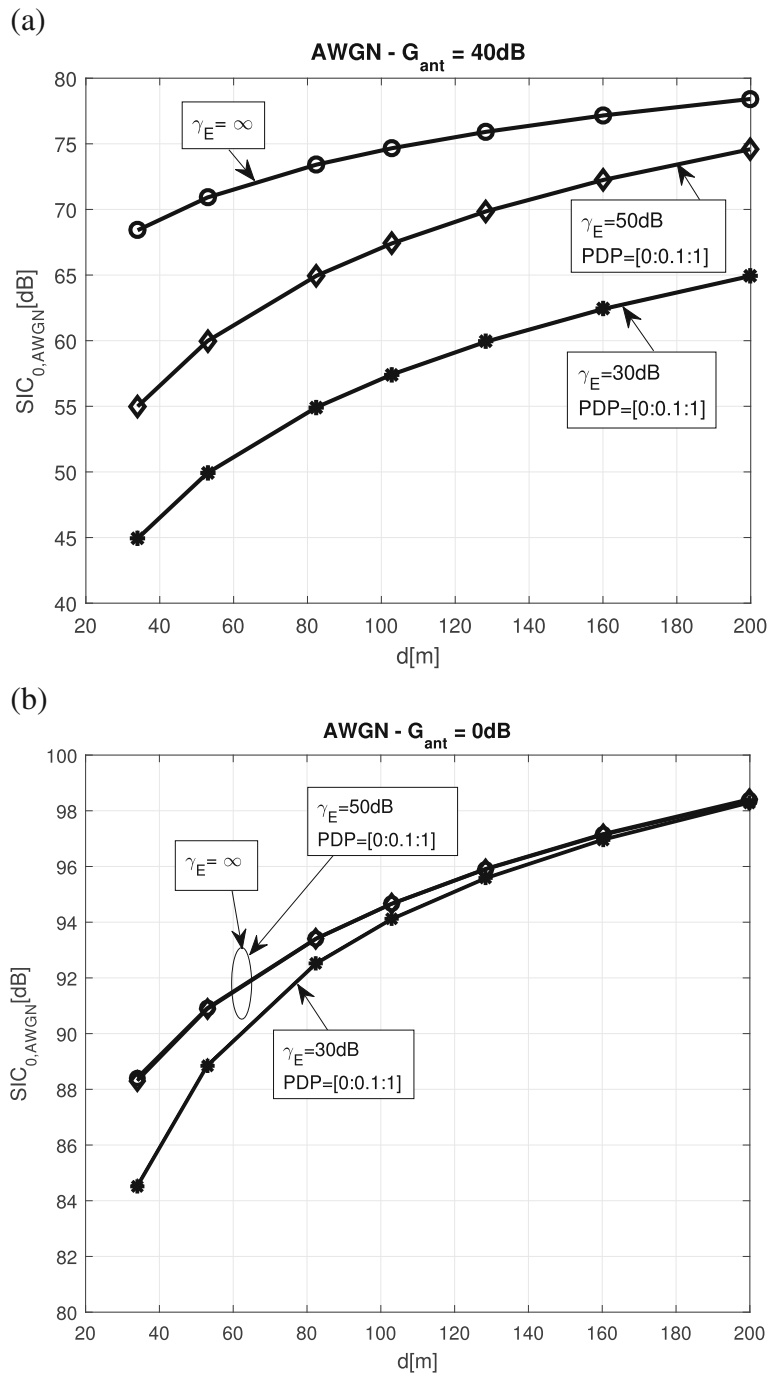 (a)
AWGN - G_ant = 40dB
80
75
70
65
60
55
50
45
40
SIC_0,AWGN[dB]
γ_E= ∞
γ_E=50dB
PDP=[0:0.1:1]
γ_E=30dB
PDP=[0:0.1:1]
20 40 60 80 100 120 140 160 180 200
d[m]
(b)
AWGN - G_ant = 0dB
100
98
96
94
92
90
88
86
84
82
80
SIC_0,AWGN[dB]
γ_E=50dB
PDP=[0:0.1:1]
γ_E= ∞
γ_E=30dB
PDP=[0:0.1:1]
20 40 60 80 100 120 140 160 180 200
d[m]